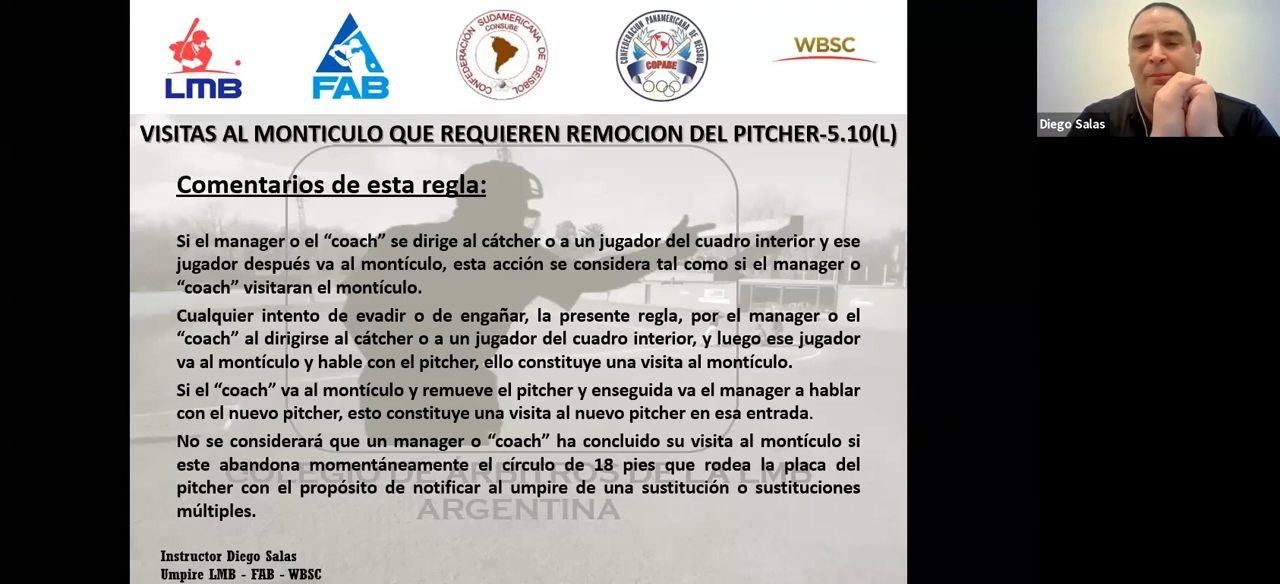 LMB
FAB
CONFEDERACIÓN SUDAMERICANA DE BÉISBOL
CONSUBE
CONFEDERACION PANAMERICANA DE BEISBOL
COPABE
WBSC
Diego Salas
VISITAS AL MONTICULO QUE REQUIEREN REMOCION DEL PITCHER-5.10(L)
Comentarios de esta regla:
Si el manager o el “coach” se dirige al cátcher o a un jugador del cuadro interior y ese
jugador después va al montículo, esta acción se considera tal como si el manager o
“coach” visitaran el montículo.
Cualquier intento de evadir o de engañar, la presente regla, por el manager o el
“coach” al dirigirse al cátcher o a un jugador del cuadro interior, y luego ese jugador
va al montículo y hable con el pitcher, ello constituye una visita al montículo.
Si el “coach” va al montículo y remueve el pitcher y enseguida va el manager a hablar
con el nuevo pitcher, esto constituye una visita al nuevo pitcher en esa entrada.
No se considerará que un manager o “coach” ha concluido su visita al montículo si
este abandona momentáneamente el círculo de 18 pies que rodea la placa del
pitcher con el propósito de notificar al umpire de una sustitución o sustituciones
múltiples.
COLEGIO DE ÁRBITROS DE LA LMB
ARGENTINA
Instructor Diego Salas
Umpire LMB - FAB - WBSC